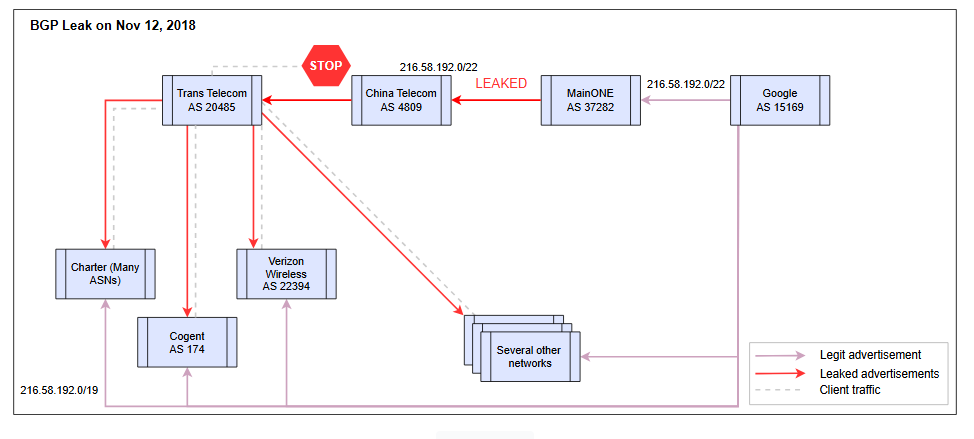 BGP Leak on Nov 12, 2018
STOP
216.58.192.0/22
LEAKED
216.58.192.0/22
Trans Telecom
AS 20485
China Telecom
AS 4809
MainONE
AS 37282
Google
AS 15169
Charter (Many
ASNs)
Verizon
Wireless
AS 22394
Cogent
AS 174
Several other
networks
216.58.192.0/19
Legit advertisement
Leaked advertisements
Client traffic